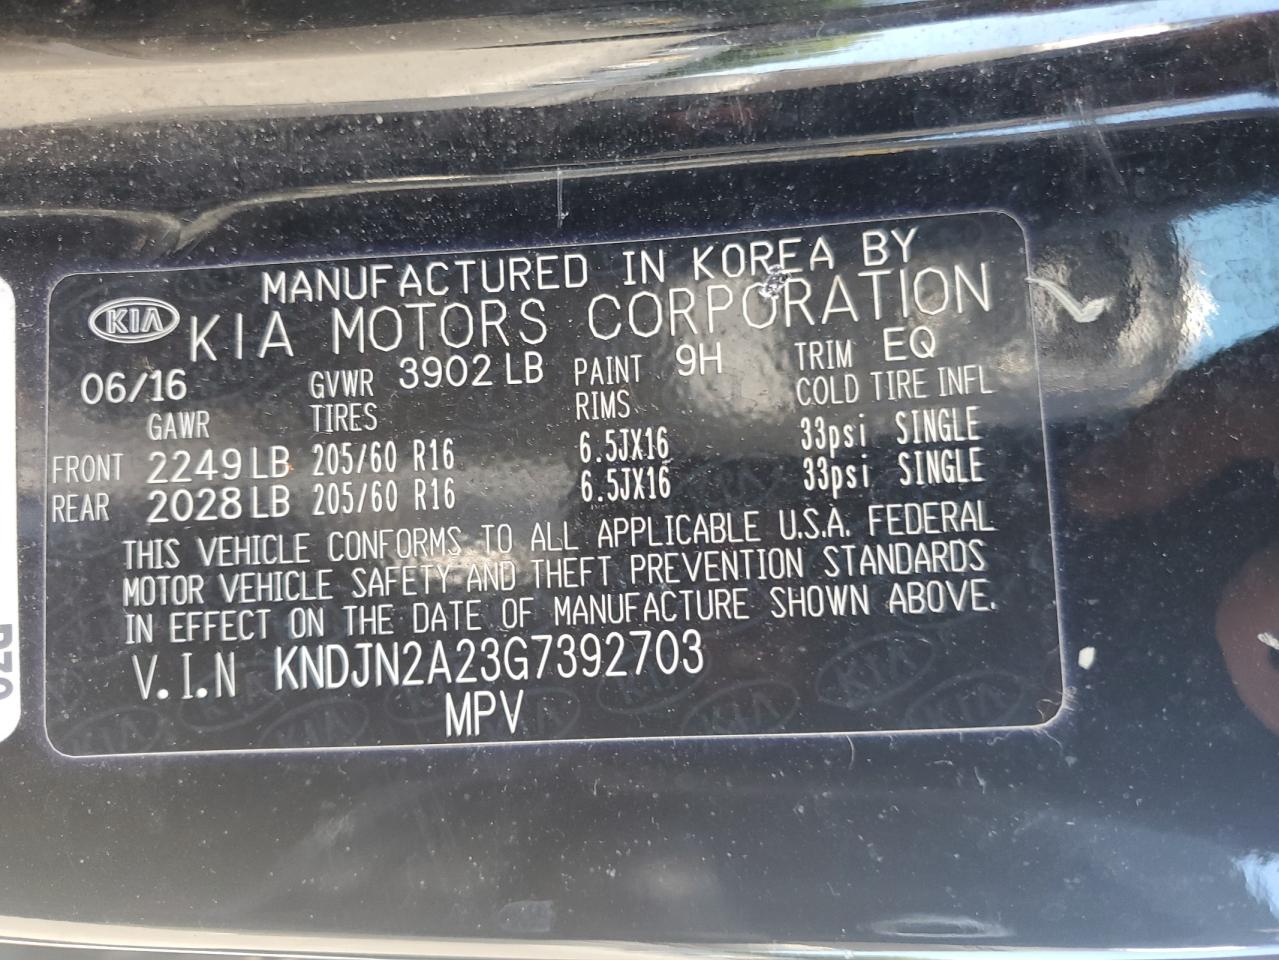 MANUFACTURED IN KOREA BY
KIA KIA MOTORS CORPORATION
06/16 GVWR 3902 LB PAINT 9H TRIM EQ
GAWR TIRES RIMS COLD TIRE INFL
FRONT 2249 LB 205/60 R16 6.5JX16 33psi SINGLE
REAR 2028 LB 205/60 R16 6.5JX16 33psi SINGLE
THIS VEHICLE CONFORMS TO ALL APPLICABLE U.S.A. FEDERAL
MOTOR VEHICLE SAFETY AND THEFT PREVENTION STANDARDS
IN EFFECT ON THE DATE OF MANUFACTURE SHOWN ABOVE.
V.I.N KNDJN2A23G7392703
MPV